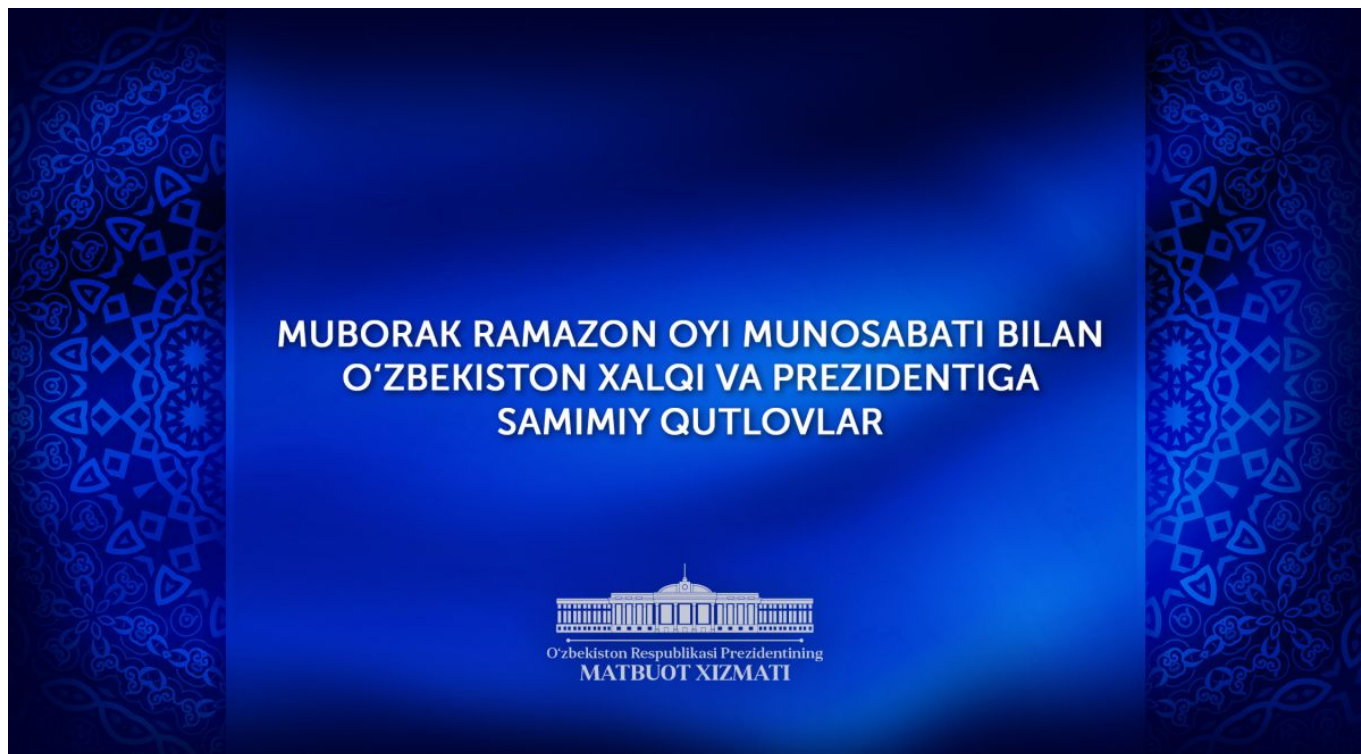 MUBORAK RAMAZON OYI MUNOSABATI BILAN
O‘ZBEKISTON XALQI VA PREZIDENTIGA
SAMIMIY QUTLOVLAR
O‘zbekiston Respublikasi Prezidentining
MATBUOT XIZMATI